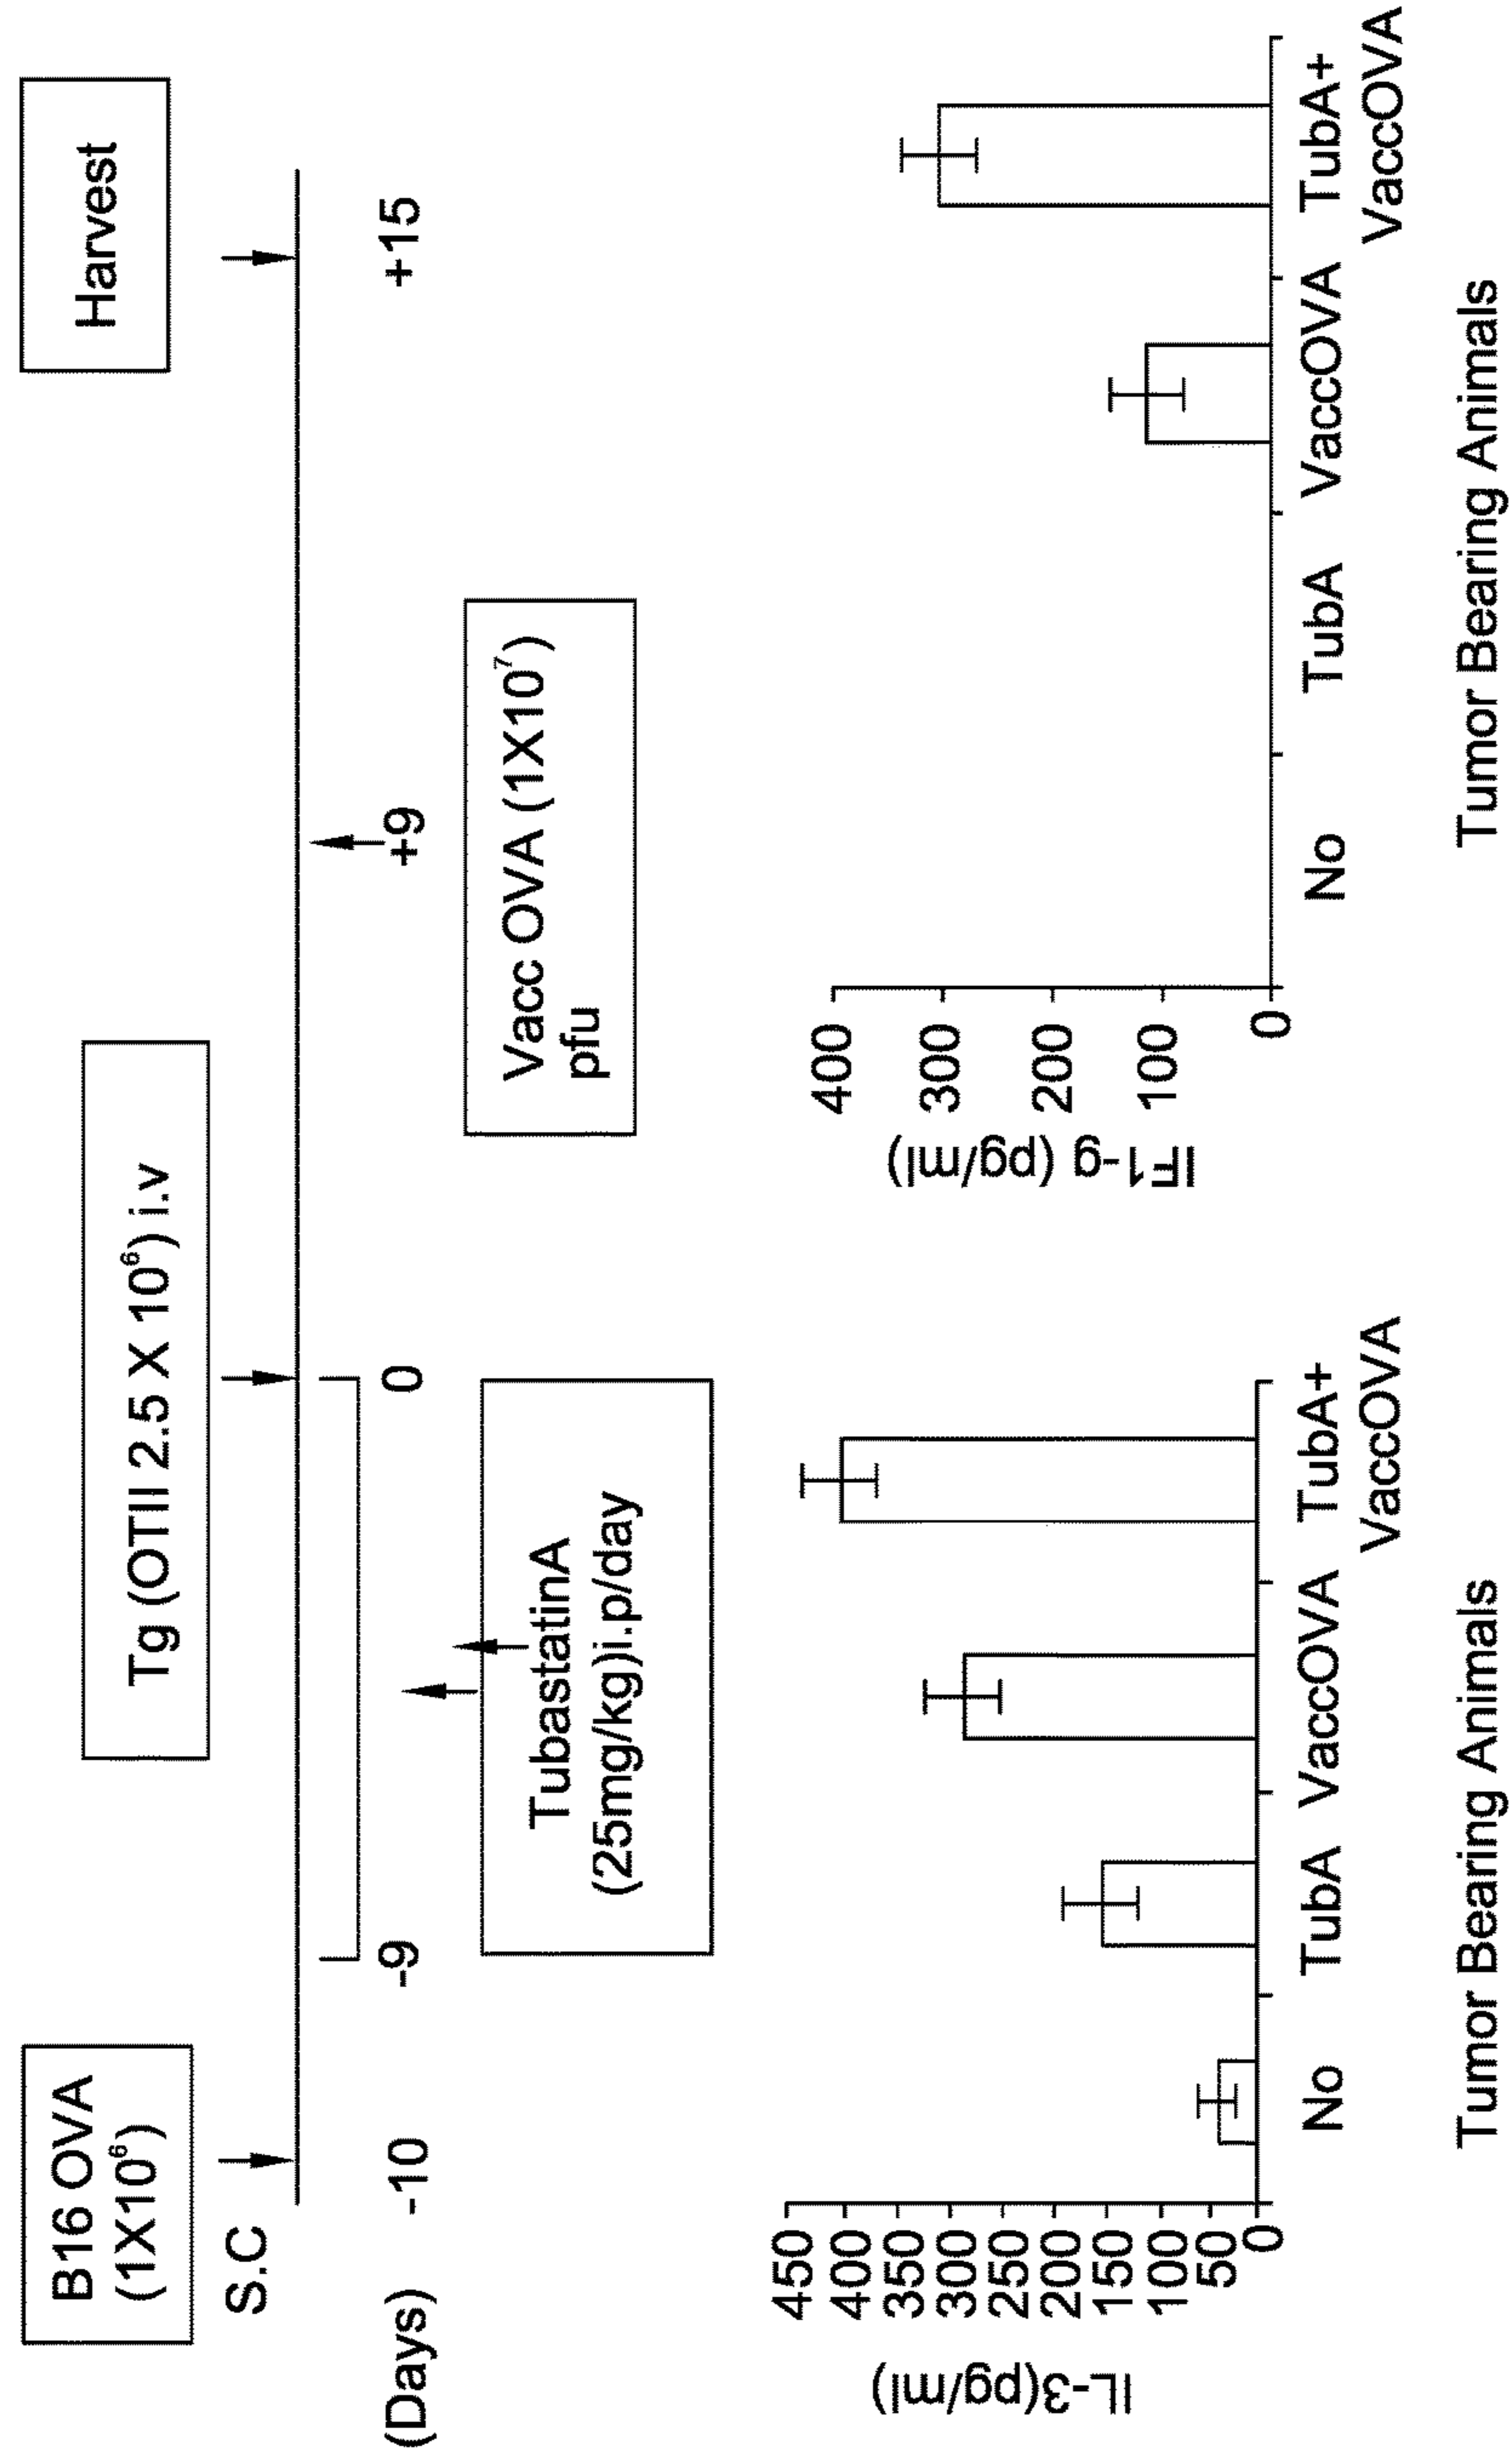 B16 OVA
(1X10⁶)
Tg (OTII 2.5 X 10⁶) i.v
Harvest
S.C
(Days)
-10
-9
0
+9
+15
TubastatinA
(25mg/kg)i.p/day
Vacc OVA (1X10⁷)
pfu
IL-3(pg/ml)
450
400
350
300
250
200
150
100
50
0
No
TubA
VaccOVA
TubA+
VaccOVA
Tumor Bearing Animals
IF1-g (pg/ml)
400
300
200
100
0
No
TubA
VaccOVA
TubA+
VaccOVA
Tumor Bearing Animals